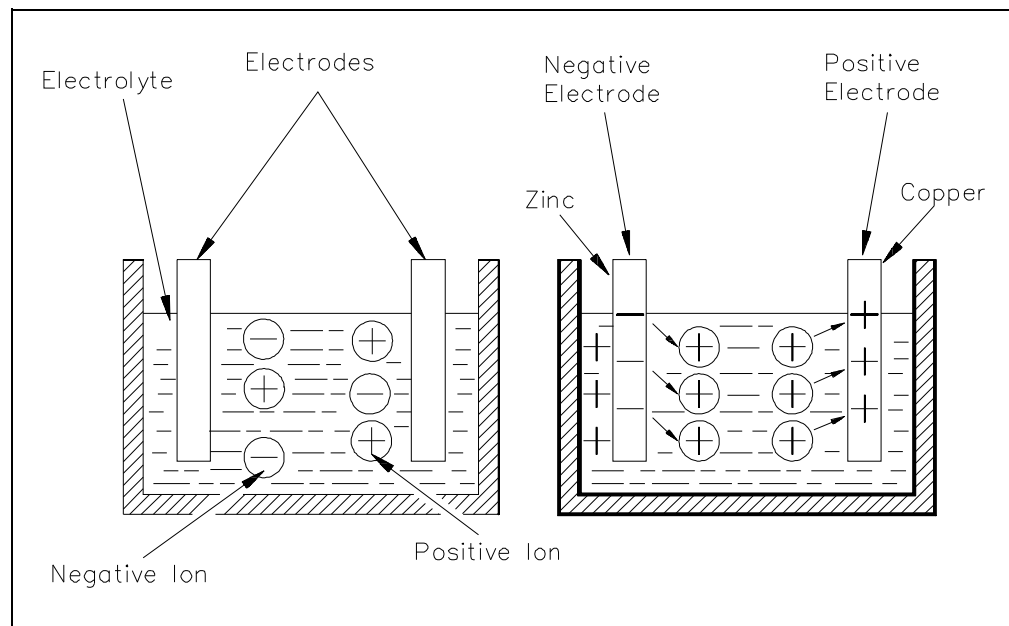 Electrolyte
Electrodes
Negative Ion
Positive Ion
Negative
Electrode
Positive
Electrode
Zinc
Copper